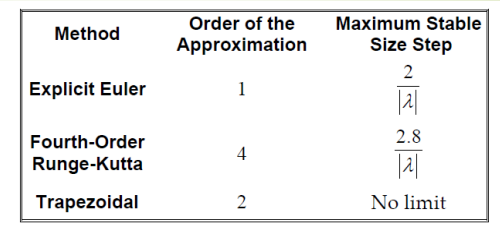 Method Order of the Maximum Stable
Approximation Size Step
Explicit Euler 1 2/|λ|
Fourth-Order
Runge-Kutta 4 2.8/|λ|
Trapezoidal 2 No limit